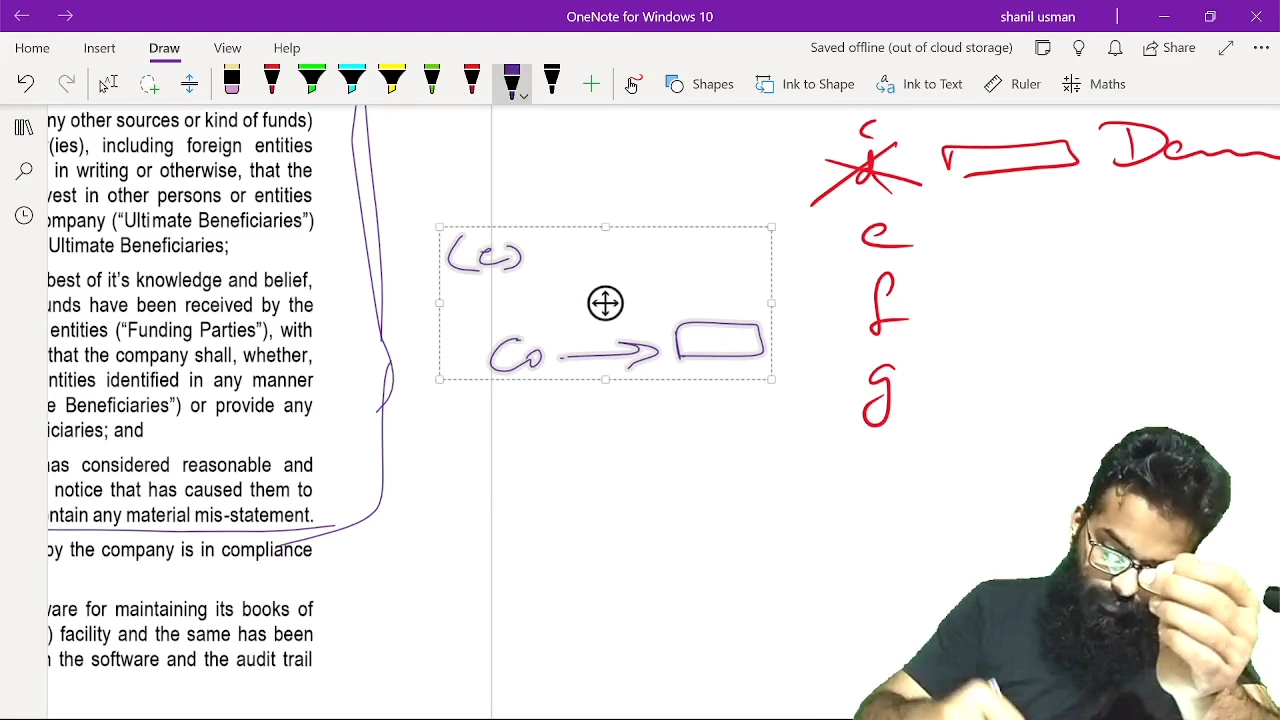 OneNote for Windows 10
shanil usman
Home Insert Draw View Help
Saved offline (out of cloud storage)
Share
Shapes
Ink to Shape
Ink to Text
Ruler
Maths
ny other sources or kind of funds)
(ies), including foreign entities
in writing or otherwise, that the
vest in other persons or entities
ompany (“Ultimate Beneficiaries”)
Ultimate Beneficiaries;
best of it’s knowledge and belief,
unds have been received by the
entities (“Funding Parties”), with
that the company shall, whether,
ntities identified in any manner
e Beneficiaries”) or provide any
iciaries; and
has considered reasonable and
notice that has caused them to
ntain any material mis-statement.
by the company is in compliance
ware for maintaining its books of
) facility and the same has been
n the software and the audit trail
(e)
Co
c
d
e
f
g